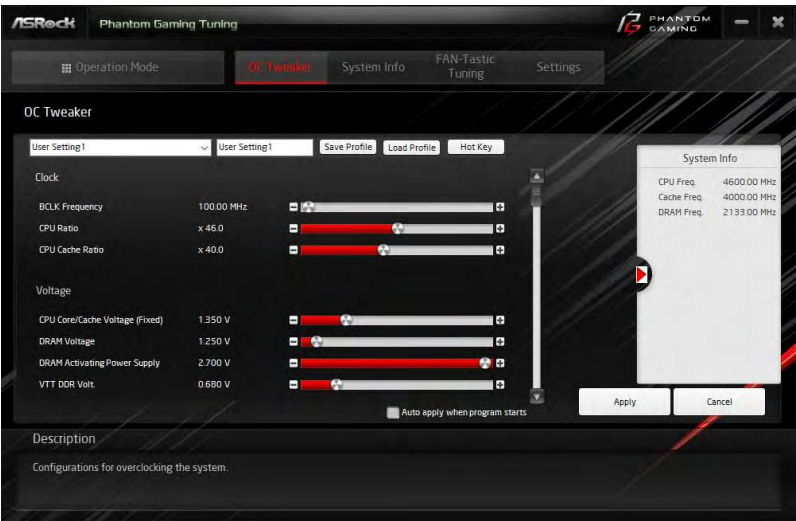 ASRock Phantom Gaming Tuning
PHANTOM
GAMING
Operation Mode
OC Tweaker
System Info
FAN-Tastic
Tuning
Settings
OC Tweaker
User Setting1
User Setting1
Save Profile
Load Profile
Hot Key
Clock
BCLK Frequency 100.00 MHz
CPU Ratio x 46.0
CPU Cache Ratio x 40.0
Voltage
CPU Core/Cache Voltage (Fixed) 1.350 V
DRAM Voltage 1.250 V
DRAM Activating Power Supply 2.700 V
VTT DDR Volt. 0.680 V
Auto apply when program starts
System Info
CPU Freq. 4600.00 MHz
Cache Freq. 4000.00 MHz
DRAM Freq. 2133.00 MHz
Apply
Cancel
Description
Configurations for overclocking the system.